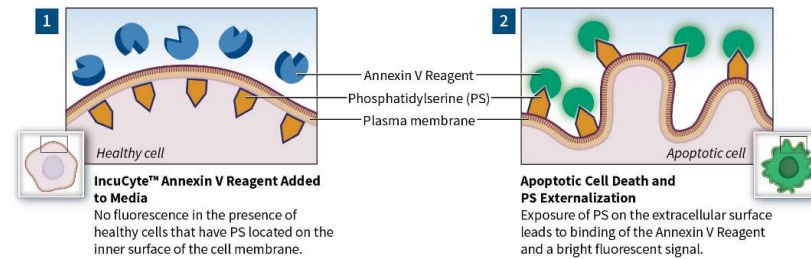 1
2
Annexin V Reagent
Phosphatidylserine (PS)
Plasma membrane
Healthy cell
Apoptotic cell
IncuCyte™ Annexin V Reagent Added
to Media
No fluorescence in the presence of
healthy cells that have PS located on the
inner surface of the cell membrane.
Apoptotic Cell Death and
PS Externalization
Exposure of PS on the extracellular surface
leads to binding of the Annexin V Reagent
and a bright fluorescent signal.